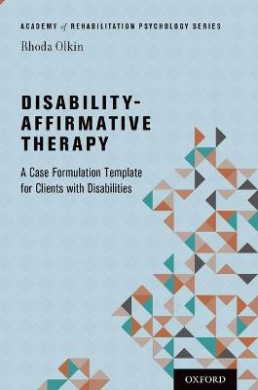 ACADEMY of REHABILITATION PSYCHOLOGY SERIES
Rhoda Olkin
DISABILITY-
AFFIRMATIVE
THERAPY
A Case Formulation Template
for Clients with Disabilities
OXFORD